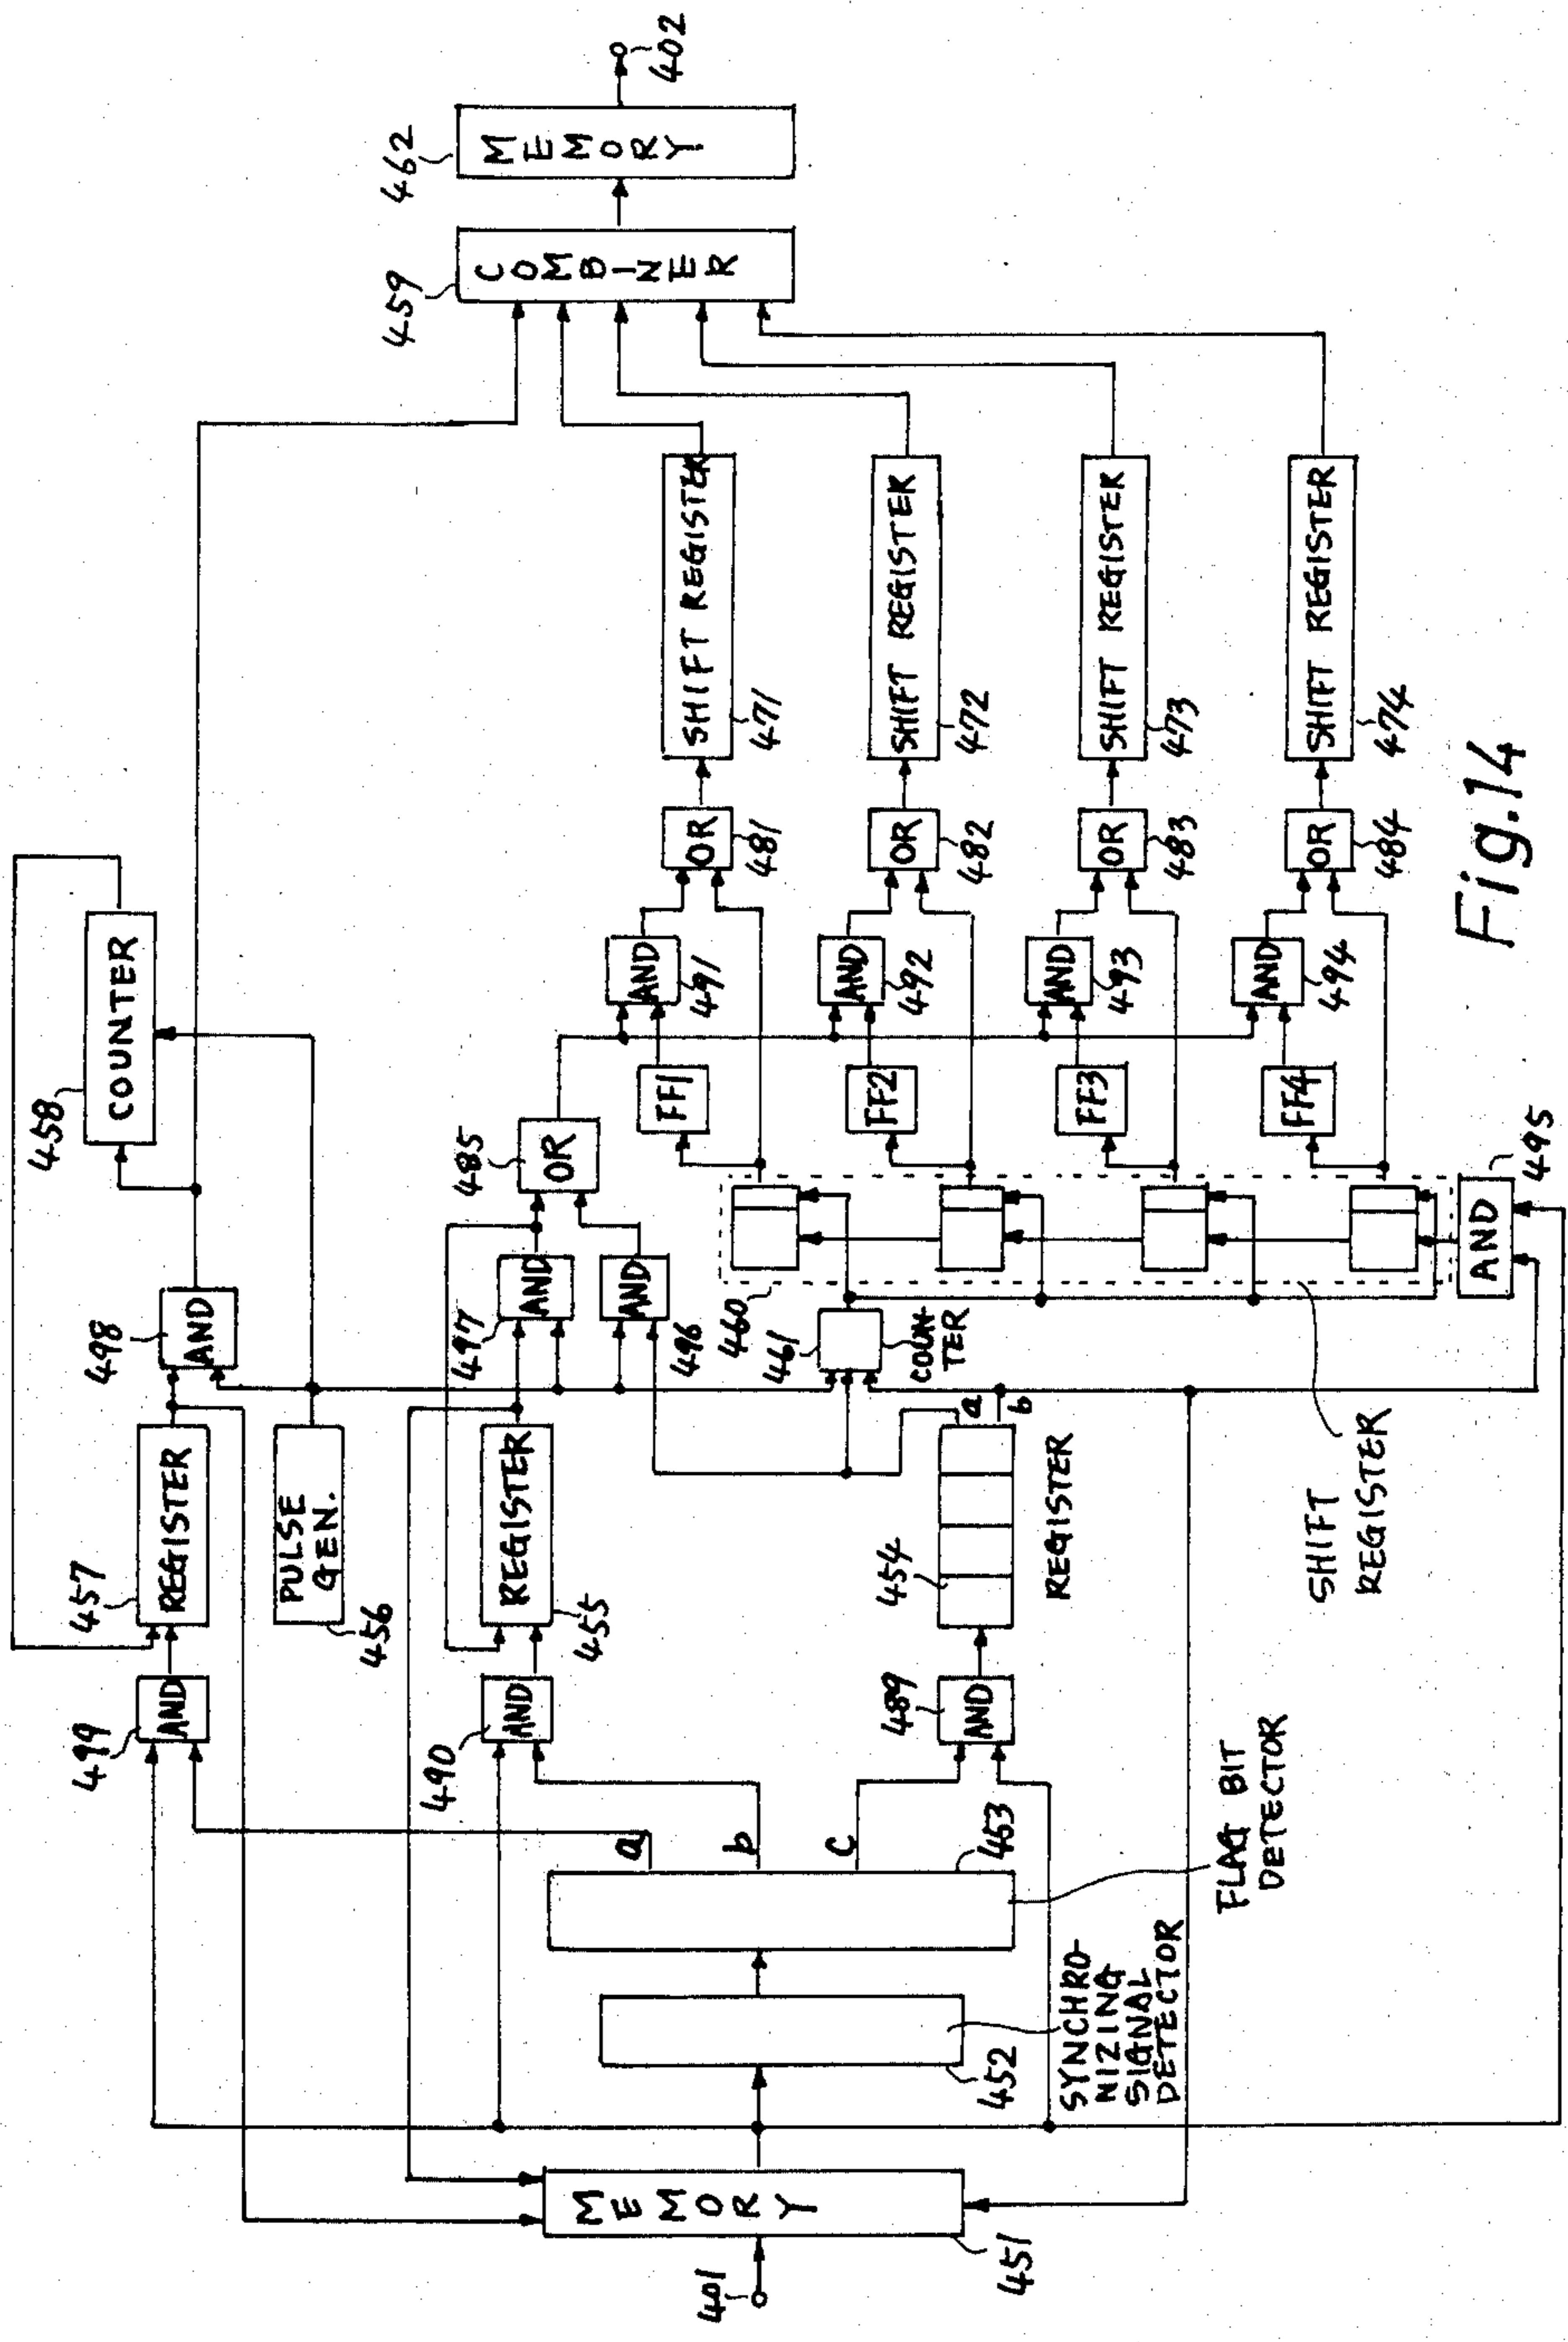 458
COUNTER
498
AND
457
REGISTER
499
AND
PULSE
GEN.
456
485
OR
497
AND
AND
496
REGISTER
455
490
AND
462
MEMORY
402
459
COMBINER
SHIFT REGISTER
471
OR
481
AND
491
FF1
SHIFT REGISTER
472
OR
482
AND
492
FF2
SHIFT REGISTER
473
OR
483
AND
493
FF3
SHIFT REGISTER
474
OR
484
AND
494
FF4
460
461
COUN-
TER
AND
495
SHIFT
REGISTER
a
b
454
REGISTER
489
AND
a
b
c
453
FLAG BIT
DETECTOR
452
SYNCHRO-
NIZING
SIGNAL
DETECTOR
MEMORY
451
401
Fig.14